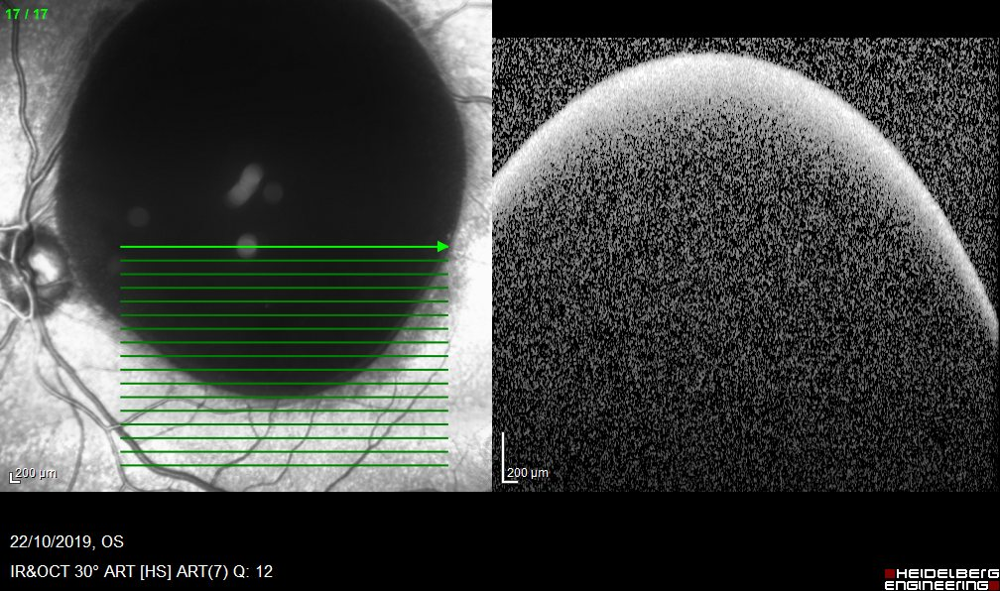 17 / 17
200 µm
200 µm
22/10/2019, OS
IR&OCT 30° ART [HS] ART(7) Q: 12
HEIDELBERG
ENGINEERING